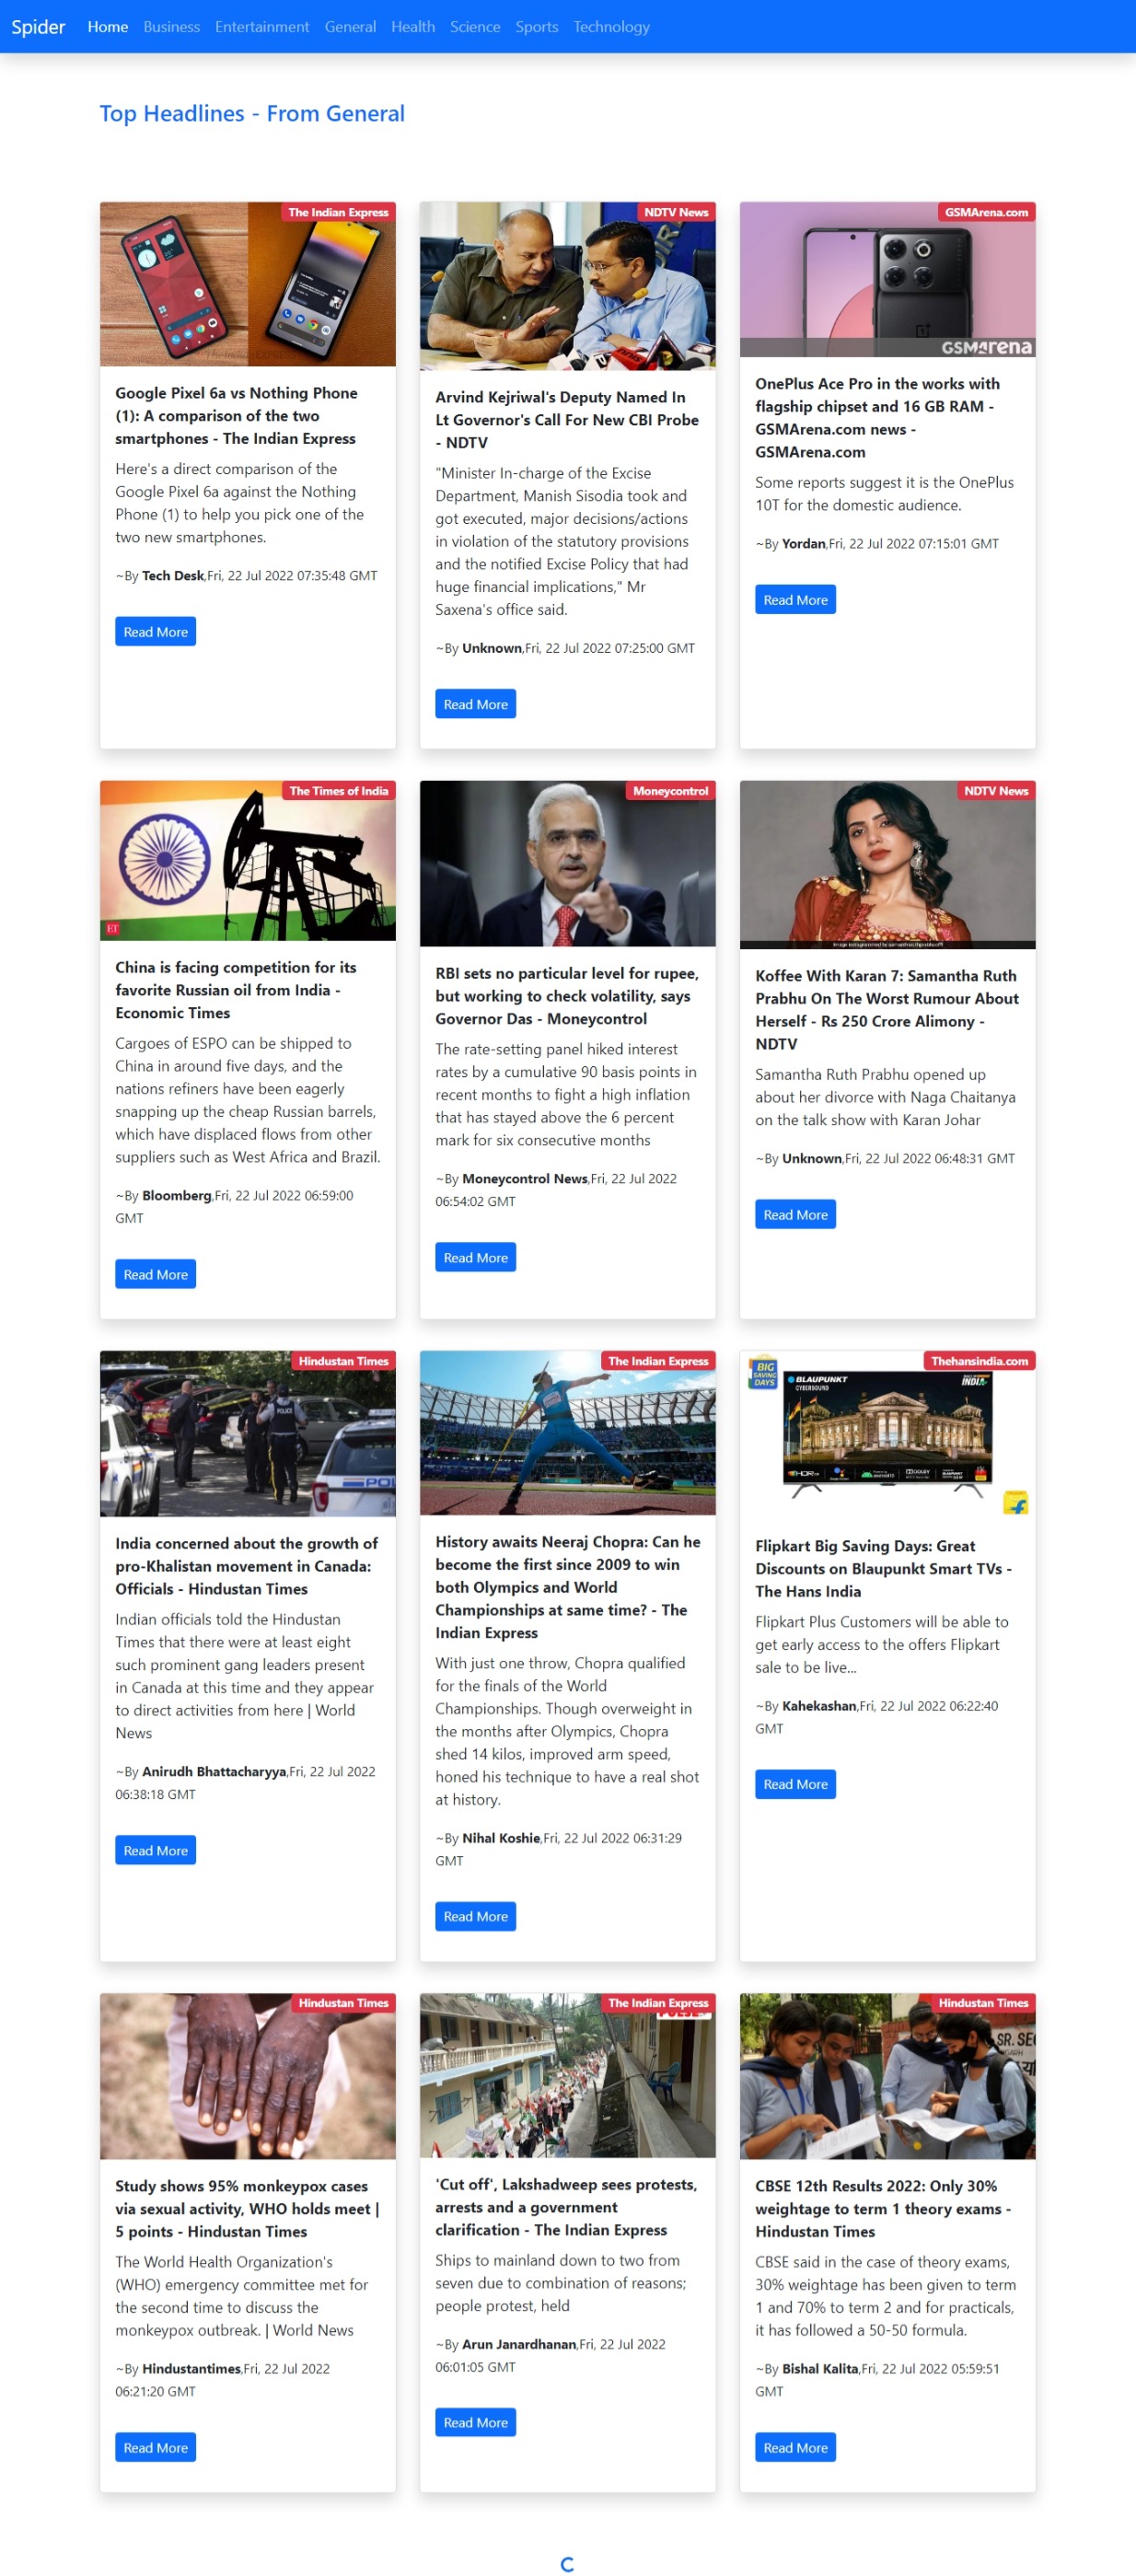 Spider Home Business Entertainment General Health Science Sports Technology
Top Headlines - From General
The Indian Express
Google Pixel 6a vs Nothing Phone
(1): A comparison of the two
smartphones - The Indian Express
Here's a direct comparison of the
Google Pixel 6a against the Nothing
Phone (1) to help you pick one of the
two new smartphones.
~By Tech Desk,Fri, 22 Jul 2022 07:35:48 GMT
Read More
NDTV News
Arvind Kejriwal's Deputy Named In
Lt Governor's Call For New CBI Probe
- NDTV
"Minister In-charge of the Excise
Department, Manish Sisodia took and
got executed, major decisions/actions
in violation of the statutory provisions
and the notified Excise Policy that had
huge financial implications," Mr
Saxena's office said.
~By Unknown,Fri, 22 Jul 2022 07:25:00 GMT
Read More
GSMArena.com
GSMArena
OnePlus Ace Pro in the works with
flagship chipset and 16 GB RAM -
GSMArena.com news -
GSMArena.com
Some reports suggest it is the OnePlus
10T for the domestic audience.
~By Yordan,Fri, 22 Jul 2022 07:15:01 GMT
Read More
The Times of India
ET
China is facing competition for its
favorite Russian oil from India -
Economic Times
Cargoes of ESPO can be shipped to
China in around five days, and the
nations refiners have been eagerly
snapping up the cheap Russian barrels,
which have displaced flows from other
suppliers such as West Africa and Brazil.
~By Bloomberg,Fri, 22 Jul 2022 06:59:00
GMT
Read More
Moneycontrol
RBI sets no particular level for rupee,
but working to check volatility, says
Governor Das - Moneycontrol
The rate-setting panel hiked interest
rates by a cumulative 90 basis points in
recent months to fight a high inflation
that has stayed above the 6 percent
mark for six consecutive months
~By Moneycontrol News,Fri, 22 Jul 2022
06:54:02 GMT
Read More
NDTV News
Koffee With Karan 7: Samantha Ruth
Prabhu On The Worst Rumour About
Herself - Rs 250 Crore Alimony -
NDTV
Samantha Ruth Prabhu opened up
about her divorce with Naga Chaitanya
on the talk show with Karan Johar
~By Unknown,Fri, 22 Jul 2022 06:48:31 GMT
Read More
Hindustan Times
POLICE
POL
India concerned about the growth of
pro-Khalistan movement in Canada:
Officials - Hindustan Times
Indian officials told the Hindustan
Times that there were at least eight
such prominent gang leaders present
in Canada at this time and they appear
to direct activities from here | World
News
~By Anirudh Bhattacharyya,Fri, 22 Jul 2022
06:38:18 GMT
Read More
The Indian Express
History awaits Neeraj Chopra: Can he
become the first since 2009 to win
both Olympics and World
Championships at same time? - The
Indian Express
With just one throw, Chopra qualified
for the finals of the World
Championships. Though overweight in
the months after Olympics, Chopra
shed 14 kilos, improved arm speed,
honed his technique to have a real shot
at history.
~By Nihal Koshie,Fri, 22 Jul 2022 06:31:29
GMT
Read More
Thehansindia.com
BIG
SAVING
DAYS
BLAUPUNKT
CYBERSOUND
Flipkart Big Saving Days: Great
Discounts on Blaupunkt Smart TVs -
The Hans India
Flipkart Plus Customers will be able to
get early access to the offers Flipkart
sale to be live...
~By Kahekashan,Fri, 22 Jul 2022 06:22:40
GMT
Read More
Hindustan Times
Study shows 95% monkeypox cases
via sexual activity, WHO holds meet |
5 points - Hindustan Times
The World Health Organization's
(WHO) emergency committee met for
the second time to discuss the
monkeypox outbreak. | World News
~By Hindustantimes,Fri, 22 Jul 2022
06:21:20 GMT
Read More
The Indian Express
'Cut off', Lakshadweep sees protests,
arrests and a government
clarification - The Indian Express
Ships to mainland down to two from
seven due to combination of reasons;
people protest, held
~By Arun Janardhanan,Fri, 22 Jul 2022
06:01:05 GMT
Read More
Hindustan Times
SR. SE
CBSE 12th Results 2022: Only 30%
weightage to term 1 theory exams -
Hindustan Times
CBSE said in the case of theory exams,
30% weightage has been given to term
1 and 70% to term 2 and for practicals,
it has followed a 50-50 formula.
~By Bishal Kalita,Fri, 22 Jul 2022 05:59:51
GMT
Read More